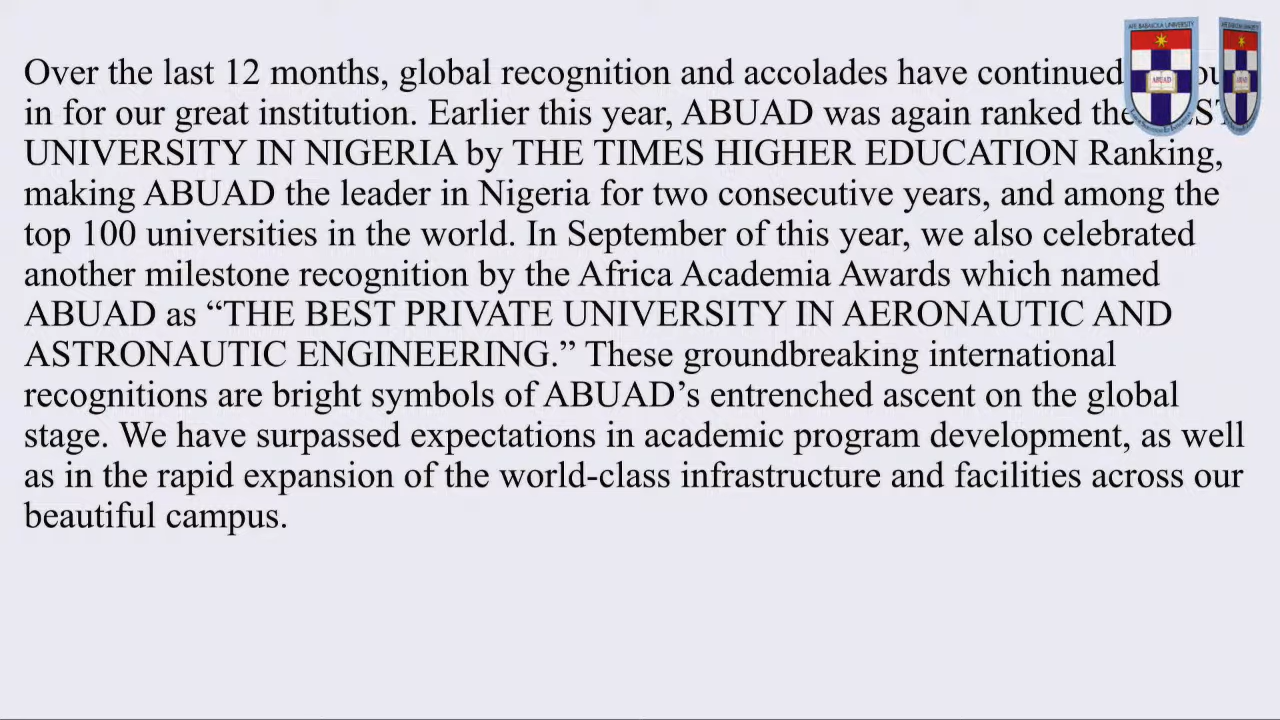 Over the last 12 months, global recognition and accolades have continued
in for our great institution. Earlier this year, ABUAD was again ranked the
UNIVERSITY IN NIGERIA by THE TIMES HIGHER EDUCATION Ranking,
making ABUAD the leader in Nigeria for two consecutive years, and among the
top 100 universities in the world. In September of this year, we also celebrated
another milestone recognition by the Africa Academia Awards which named
ABUAD as “THE BEST PRIVATE UNIVERSITY IN AERONAUTIC AND
ASTRONAUTIC ENGINEERING.” These groundbreaking international
recognitions are bright symbols of ABUAD’s entrenched ascent on the global
stage. We have surpassed expectations in academic program development, as well
as in the rapid expansion of the world-class infrastructure and facilities across our
beautiful campus.
AFE BABALOLA UNIVERSITY
ABUAD
ABUAD